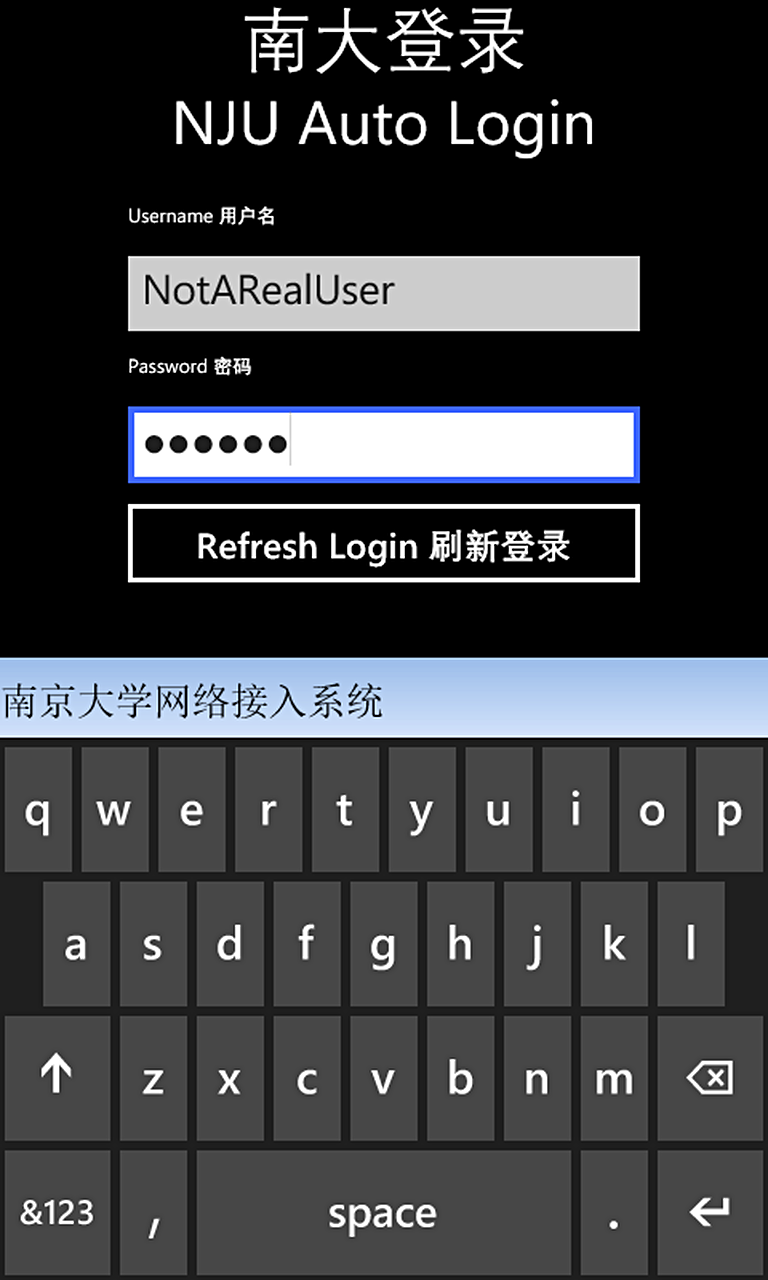 南大登录
NJU Auto Login
Username 用户名
NotARealUser
Password 密码
••••••
Refresh Login 刷新登录
南京大学网络接入系统
q w e r t y u i o p
a s d f g h j k l
z x c v b n m
&123 , space .